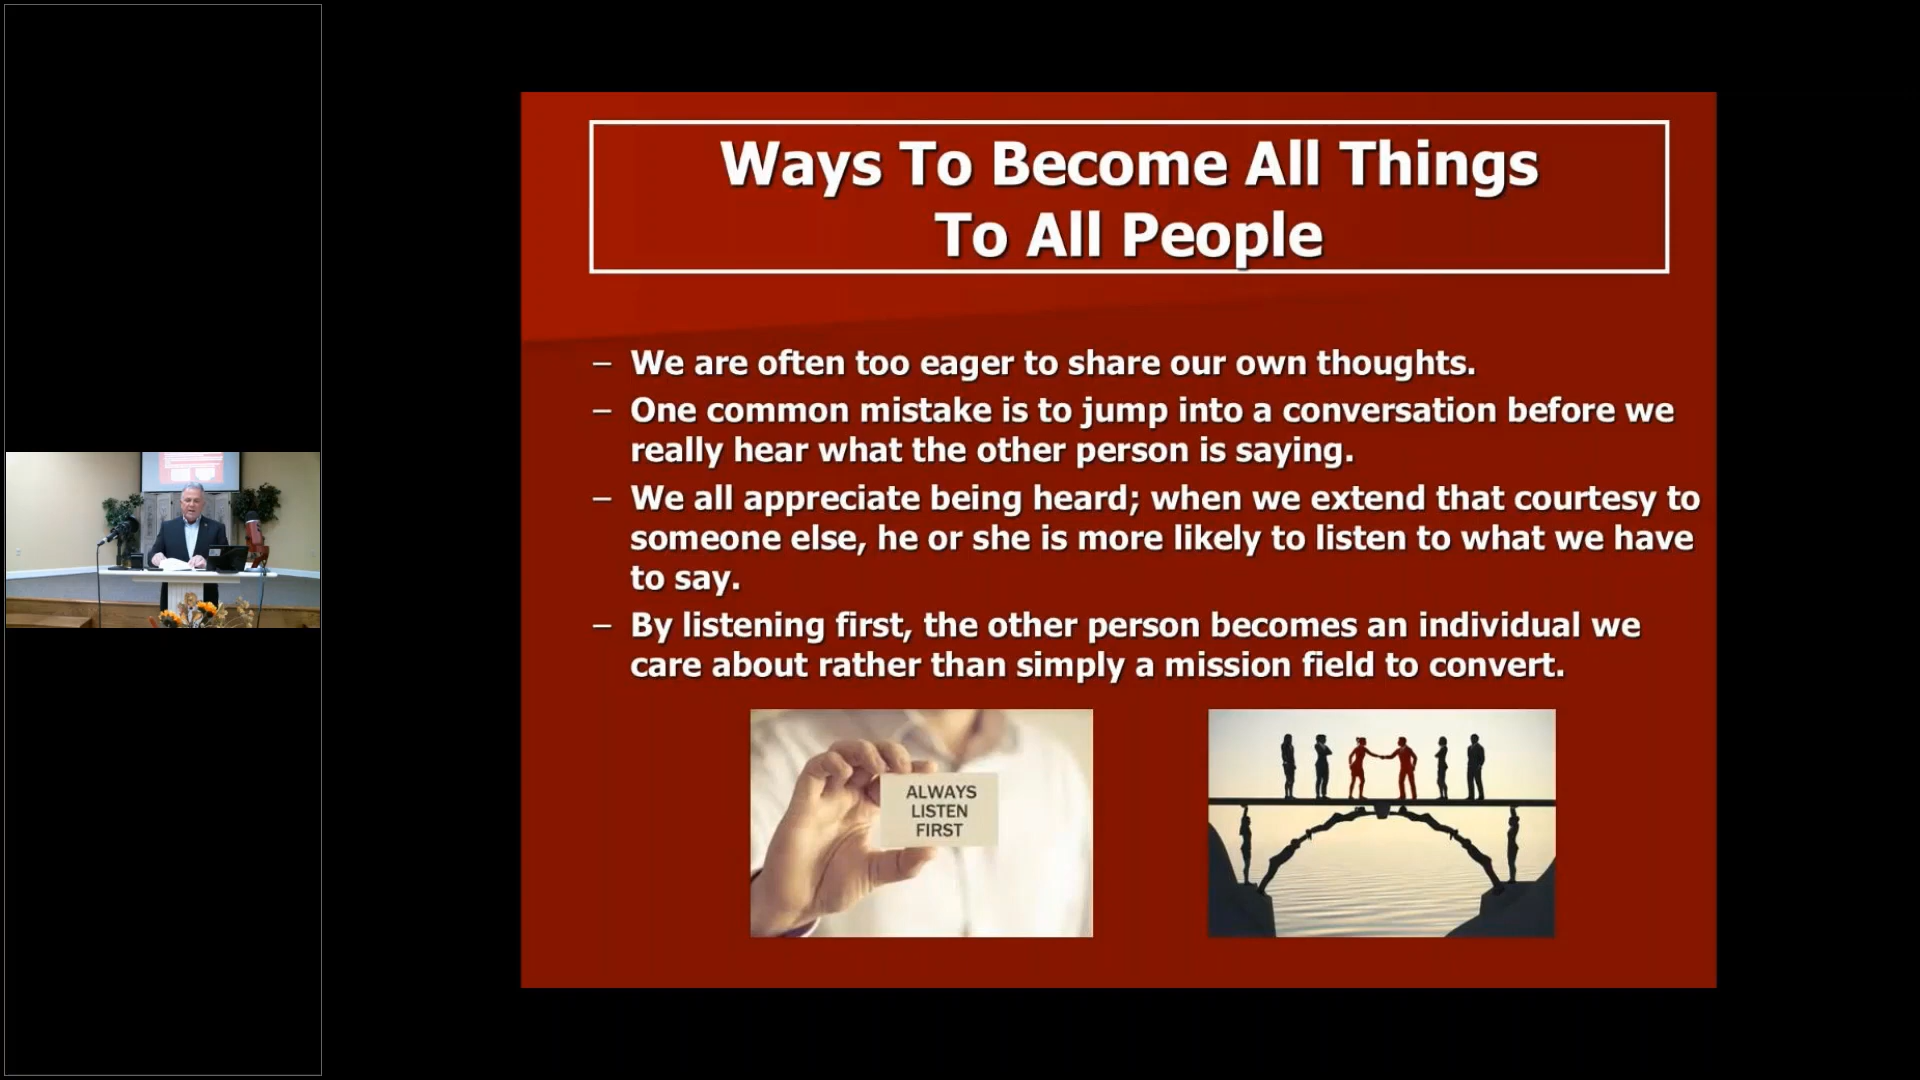 Ways To Become All Things
To All People
– We are often too eager to share our own thoughts.
– One common mistake is to jump into a conversation before we
really hear what the other person is saying.
– We all appreciate being heard; when we extend that courtesy to
someone else, he or she is more likely to listen to what we have
to say.
– By listening first, the other person becomes an individual we
care about rather than simply a mission field to convert.
ALWAYS
LISTEN
FIRST